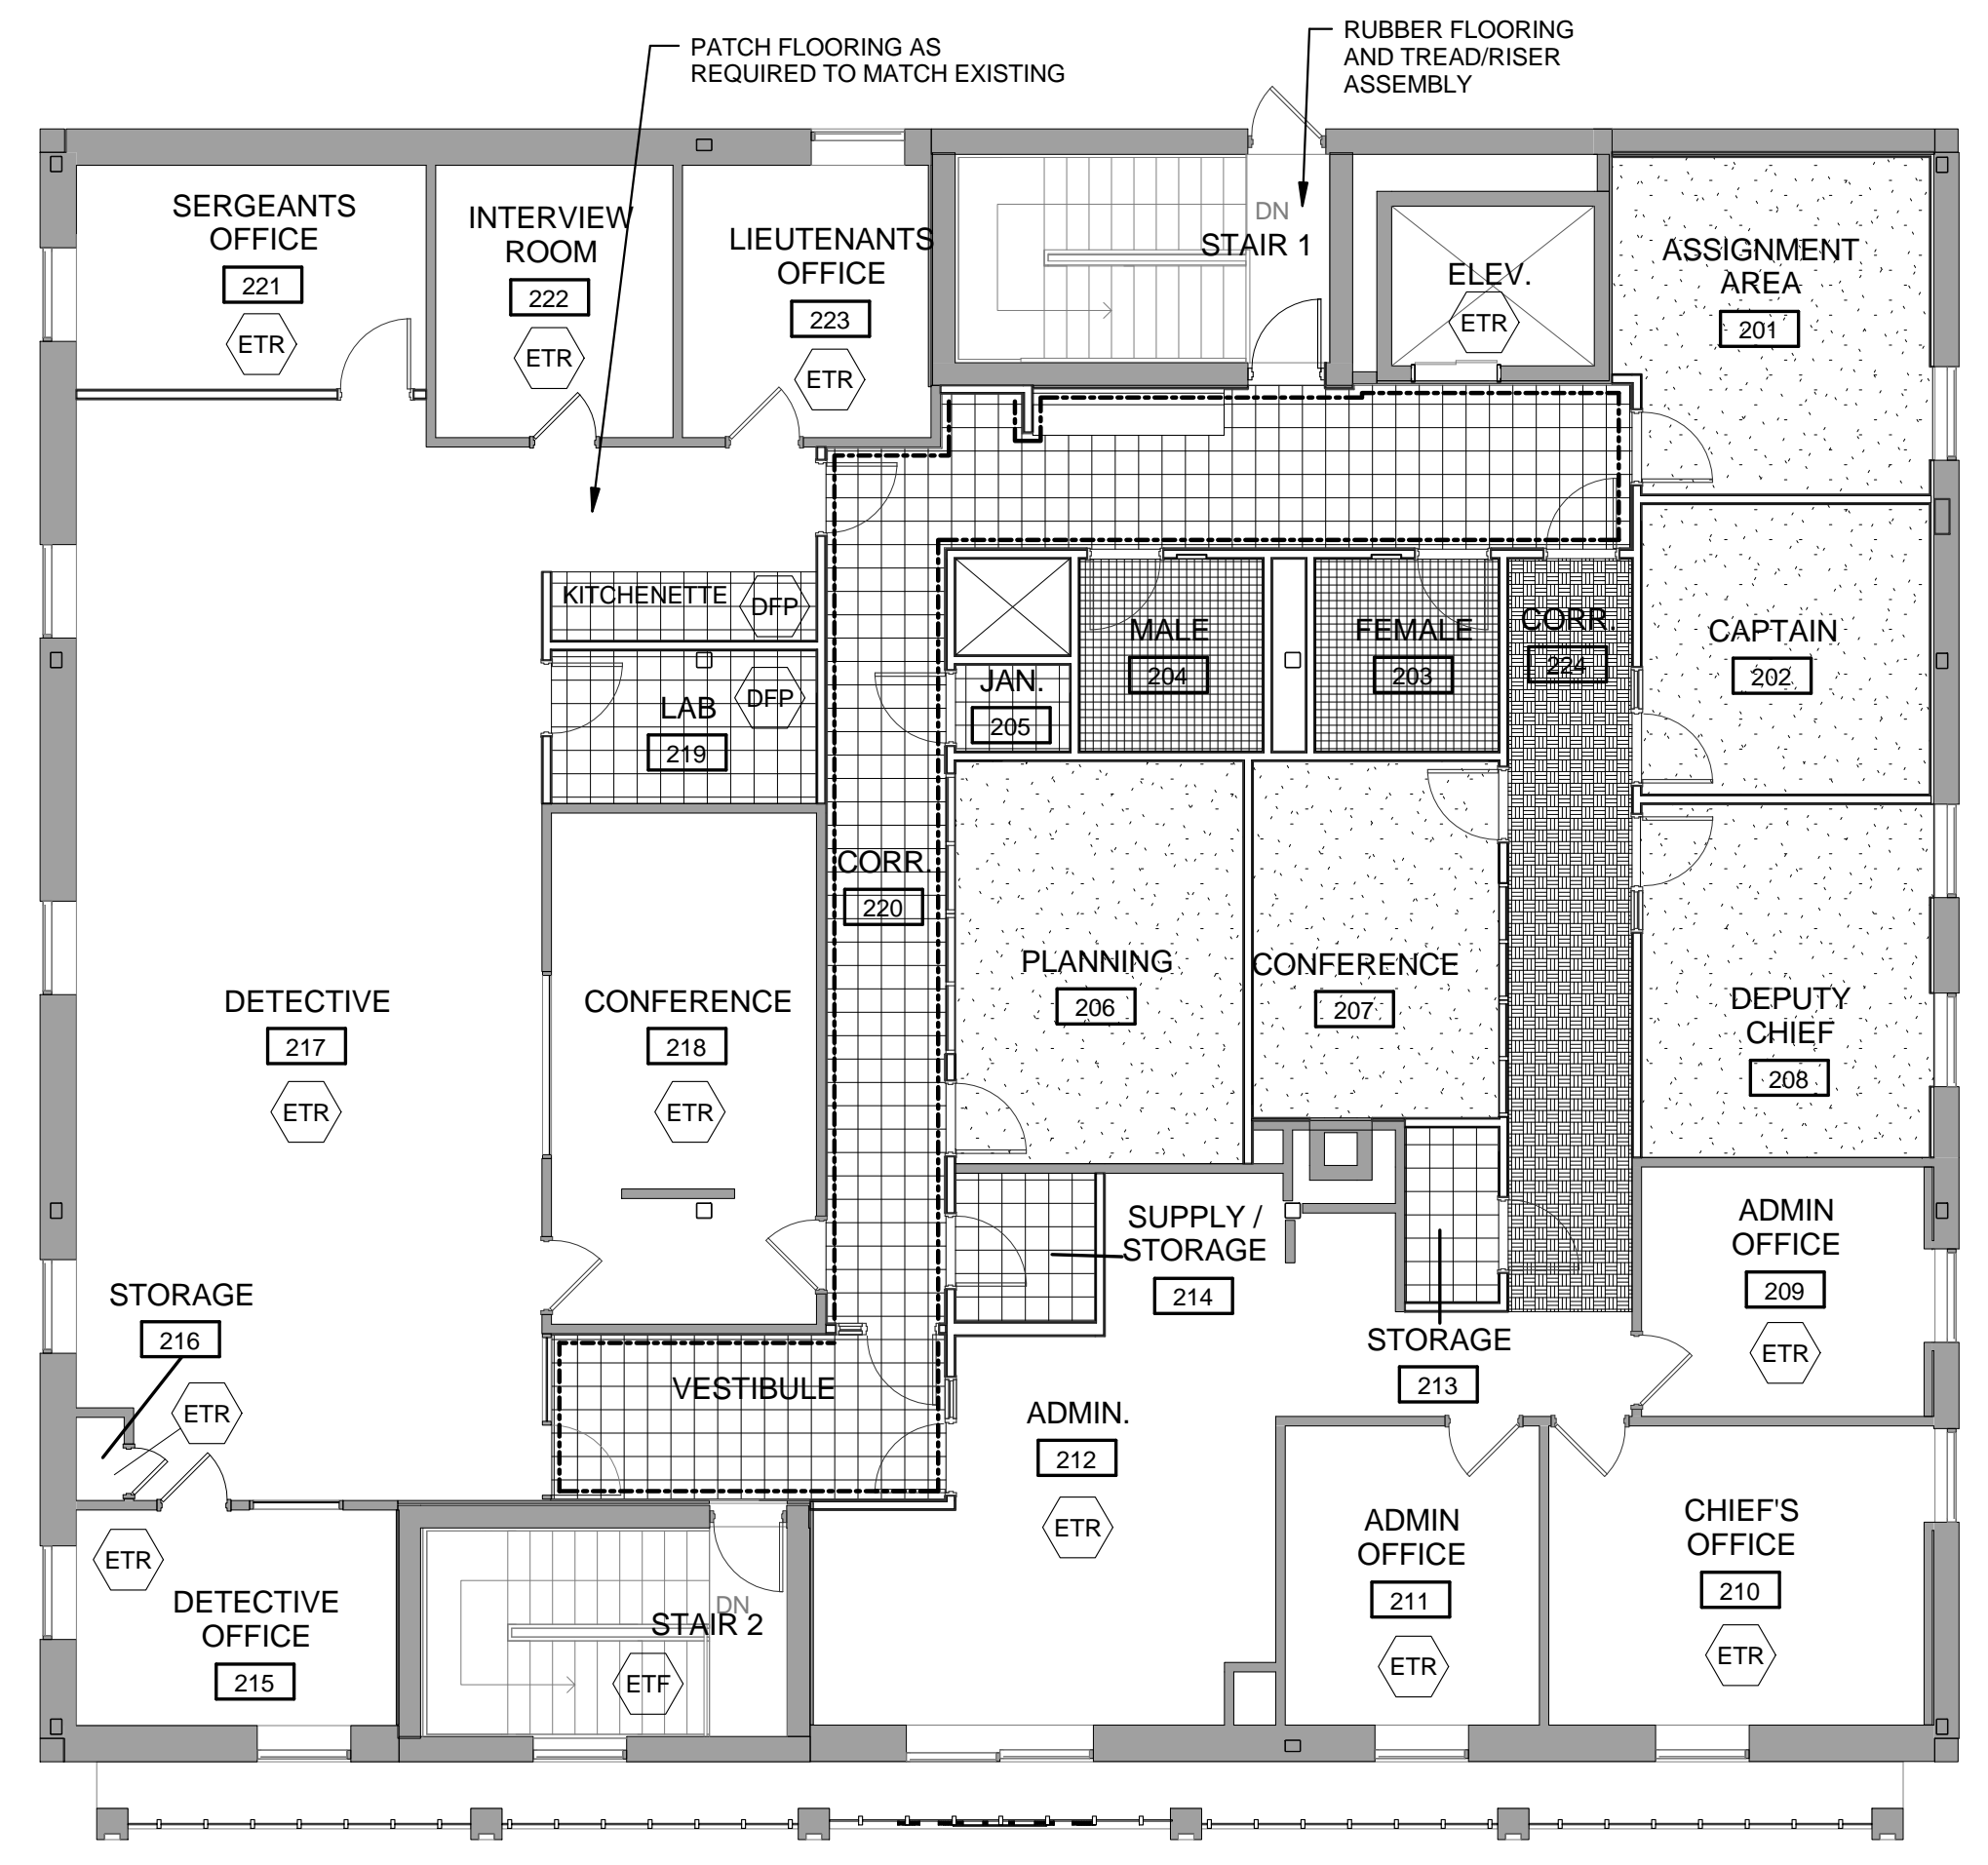 PATCH FLOORING AS
REQUIRED TO MATCH EXISTING
RUBBER FLOORING
AND TREAD/RISER
ASSEMBLY
SERGEANTS
OFFICE
221
ETR
INTERVIEW
ROOM
222
ETR
LIEUTENANTS
OFFICE
223
ETR
DN
STAIR 1
ELEV.
ETR
ASSIGNMENT
AREA
201
KITCHENETTE
DFP
LAB
219
DFP
JAN.
205
MALE
204
FEMALE
203
CORR.
224
CAPTAIN
202
CORR.
220
PLANNING
206
CONFERENCE
207
DEPUTY
CHIEF
208
DETECTIVE
217
ETR
CONFERENCE
218
ETR
SUPPLY /
STORAGE
214
ADMIN
OFFICE
209
ETR
STORAGE
216
ETR
STORAGE
213
VESTIBULE
ADMIN.
212
ETR
ADMIN
OFFICE
211
ETR
CHIEF'S
OFFICE
210
ETR
ETR
DETECTIVE
OFFICE
215
DN
STAIR 2
ETF